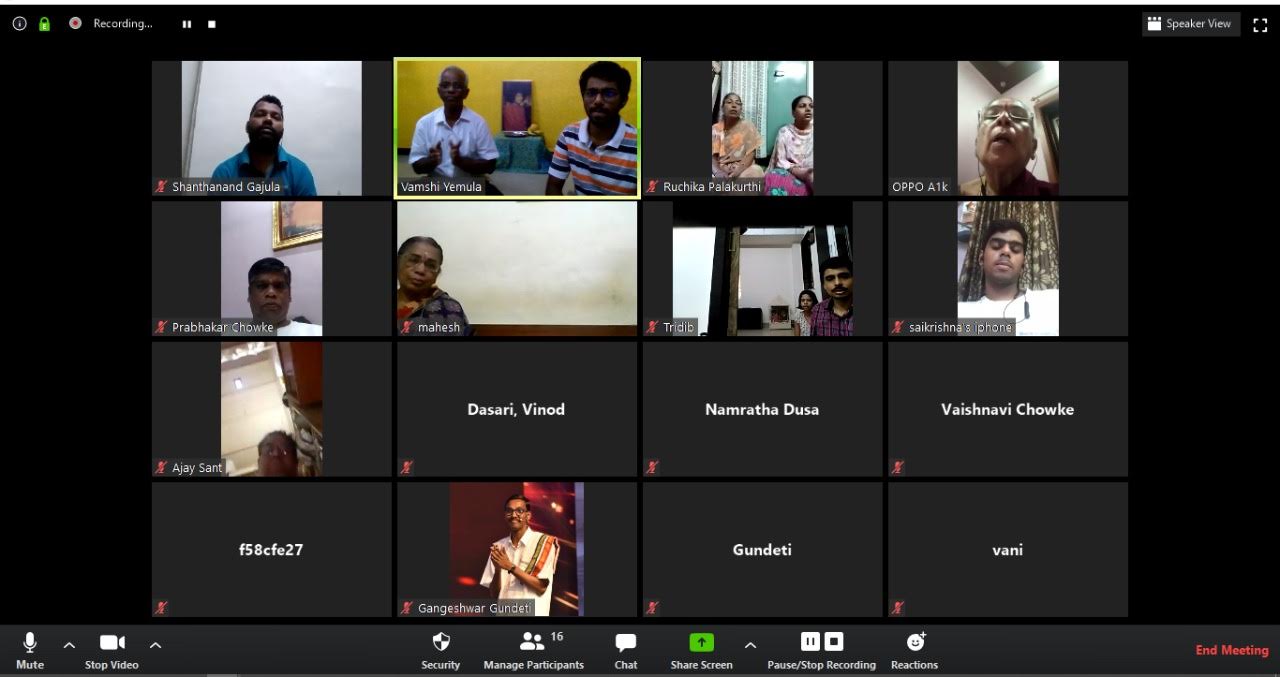 Recording...
Speaker View
Shanthanand Gajula
Vamshi Yemula
Ruchika Palakurthi
OPPO A1k
Prabhakar Chowke
mahesh
Tridib
saikrishna's iphone
Ajay Sant
Dasari, Vinod
Namratha Dusa
Vaishnavi Chowke
f58cfe27
Gangeshwar Gundeti
Gundeti
vani
Mute
Stop Video
Security
16
Manage Participants
Chat
Share Screen
Pause/Stop Recording
Reactions
End Meeting